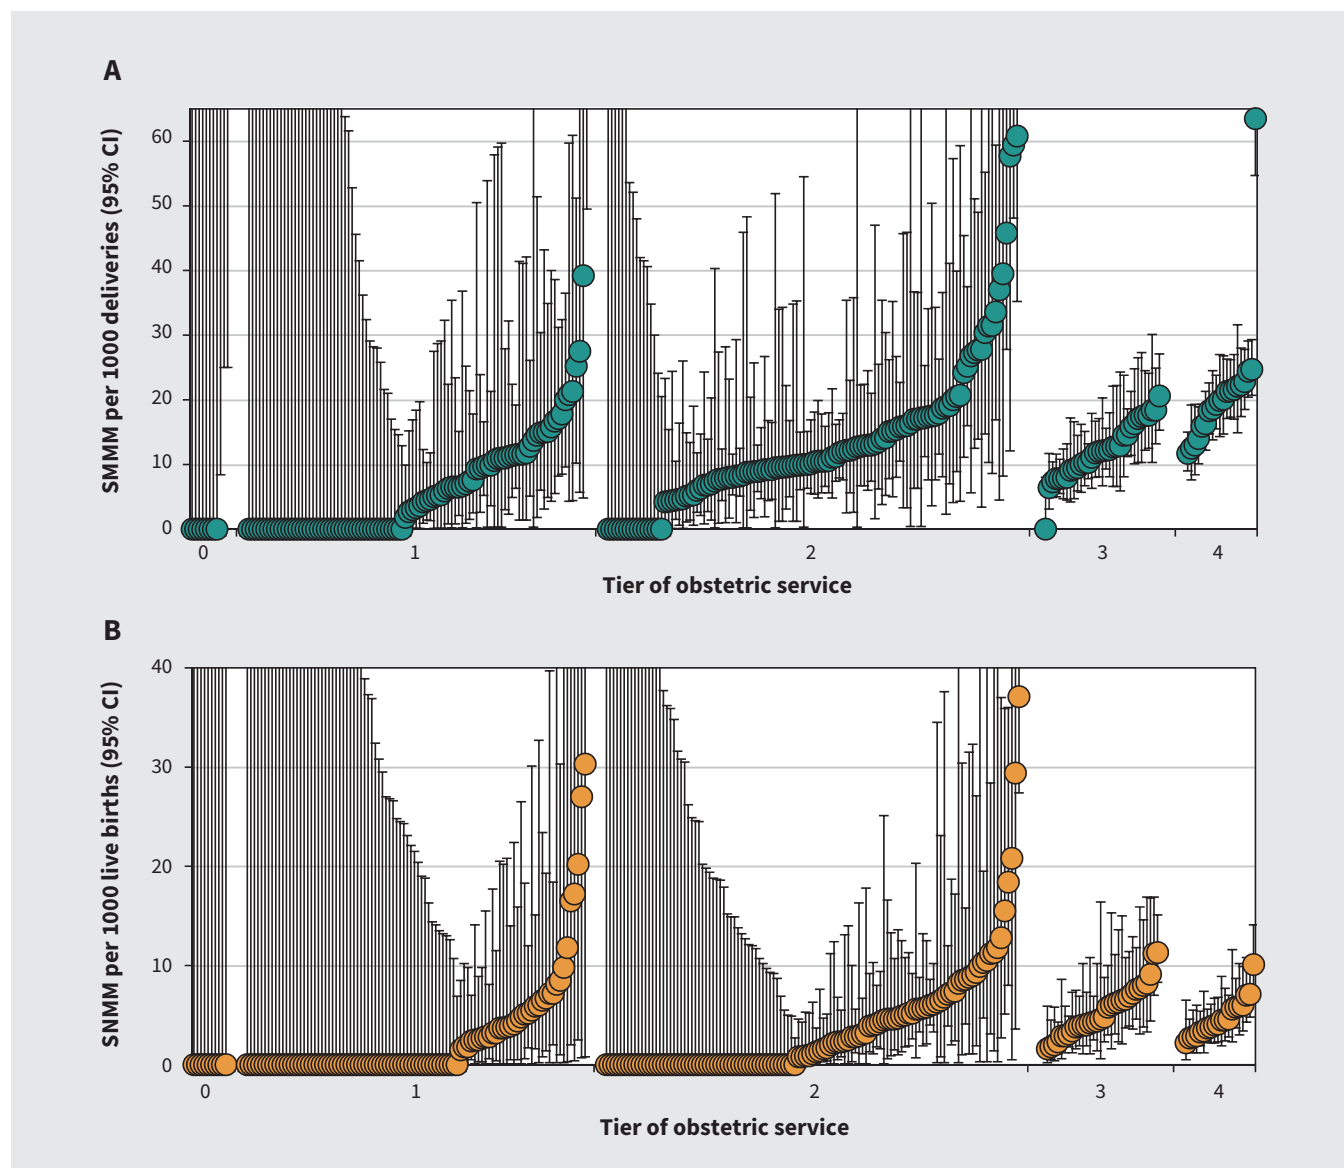 A
SMMM per 1000 deliveries (95% CI)
60
50
40
30
20
10
0
0 1 2 3 4
Tier of obstetric service
B
SNMM per 1000 live births (95% CI)
40
30
20
10
0
0 1 2 3 4
Tier of obstetric service